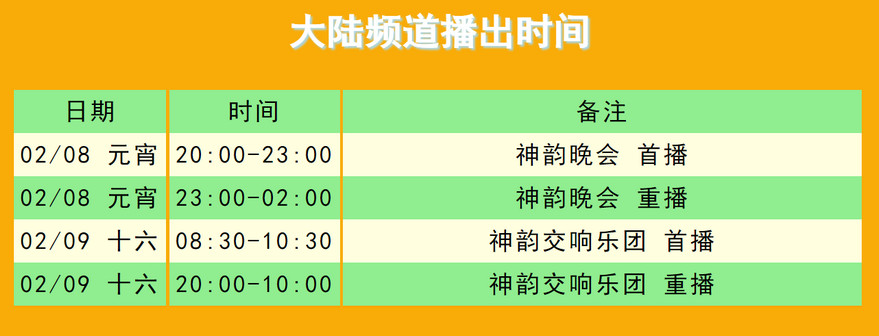 大陆频道播出时间
日期 时间 备注
02/08 元宵 20:00-23:00 神韵晚会 首播
02/08 元宵 23:00-02:00 神韵晚会 重播
02/09 十六 08:30-10:30 神韵交响乐团 首播
02/09 十六 20:00-10:00 神韵交响乐团 重播